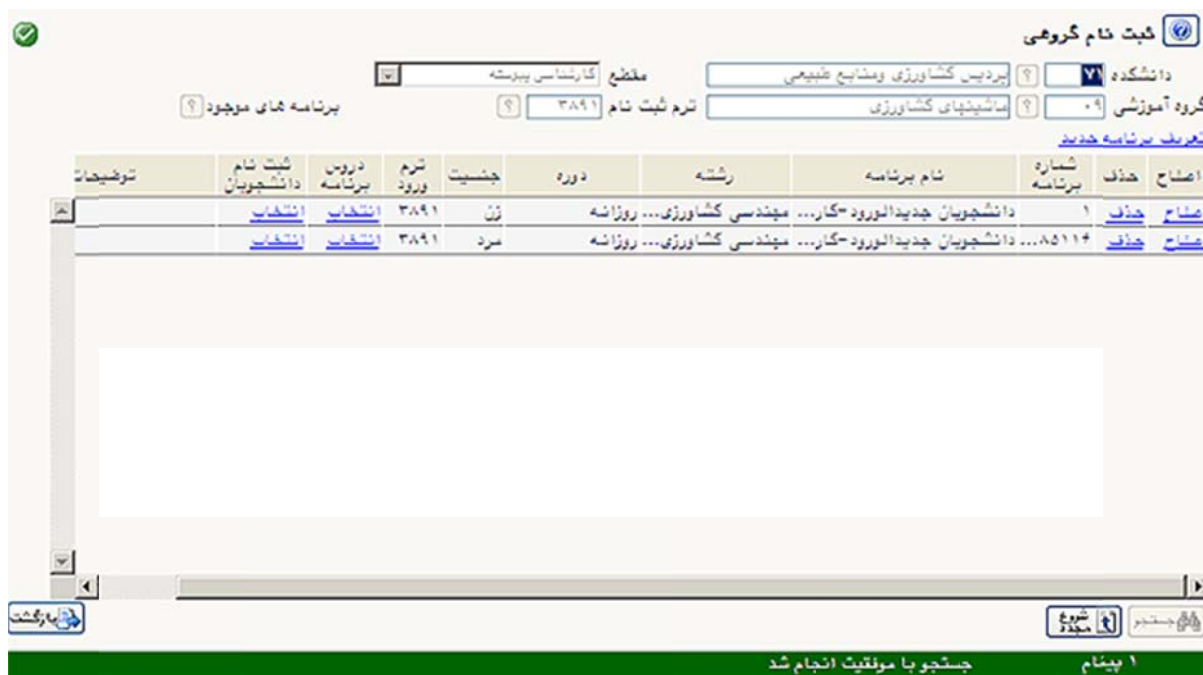 ثبت نام گروهی
دانشکده ۷۱ ؟ پردیس کشاورزی ومنابع طبیعی مقطع کارشناسی پیوسته
گروه آموزشی ۰۹ ؟ ماشینهای کشاورزی ترم ثبت نام ۳۸۹۱ ؟ برنامه های موجود ؟
تعریف برنامه جدید
اصلاح حذف شماره برنامه نام برنامه رشته دوره جنسیت ترم ورود دروس برنامه ثبت نام دانشجویان توضیحات
اصلاح حذف ۱ دانشجویان جدیدالورود-کار... مهندسی کشاورزی... روزانه زن ۳۸۹۱ انتخاب انتخاب
اصلاح حذف ۸۵۱۱۴... دانشجویان جدیدالورود-کار... مهندسی کشاورزی... روزانه مرد ۳۸۹۱ انتخاب انتخاب
جستجو شروع مجدد بازگشت
۱ پیغام جستجو با موفقیت انجام شد